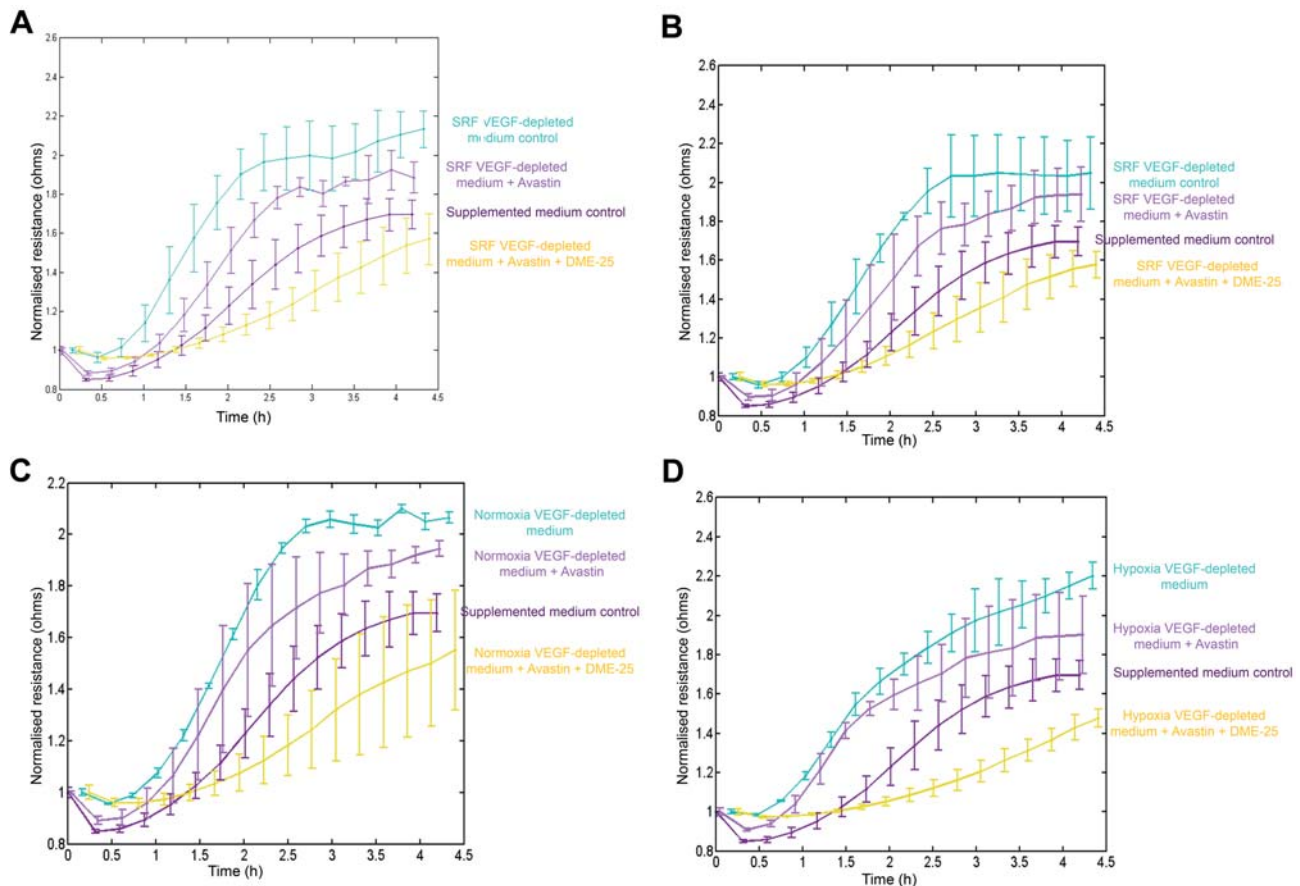 A
Normalised resistance (ohms)
2.6
2.4
2.2
2
1.8
1.6
1.4
1.2
1
0.8
0 0.5 1 1.5 2 2.5 3 3.5 4 4.5
Time (h)
SRF VEGF-depleted
medium control
SRF VEGF-depleted
medium + Avastin
Supplemented medium control
SRF VEGF-depleted
medium + Avastin + DME-25
B
Normalised resistance (ohms)
2.6
2.4
2.2
2
1.8
1.6
1.4
1.2
1
0.8
0 0.5 1 1.5 2 2.5 3 3.5 4 4.5
Time (h)
SRF VEGF-depleted
medium control
SRF VEGF-depleted
medium + Avastin
Supplemented medium control
SRF VEGF-depleted
medium + Avastin + DME-25
C
Normalised resistance (ohms)
2.2
2
1.8
1.6
1.4
1.2
1
0.8
0 0.5 1 1.5 2 2.5 3 3.5 4 4.5
Time (h)
Normoxia VEGF-depleted
medium
Normoxia VEGF-depleted
medium + Avastin
Supplemented medium control
Normoxia VEGF-depleted
medium + Avastin + DME-25
D
Normalised resistance (ohms)
2.6
2.4
2.2
2
1.8
1.6
1.4
1.2
1
0.8
0 0.5 1 1.5 2 2.5 3 3.5 4 4.5
Time (h)
Hypoxia VEGF-depleted
medium
Hypoxia VEGF-depleted
medium + Avastin
Supplemented medium control
Hypoxia VEGF-depleted
medium + Avastin + DME-25